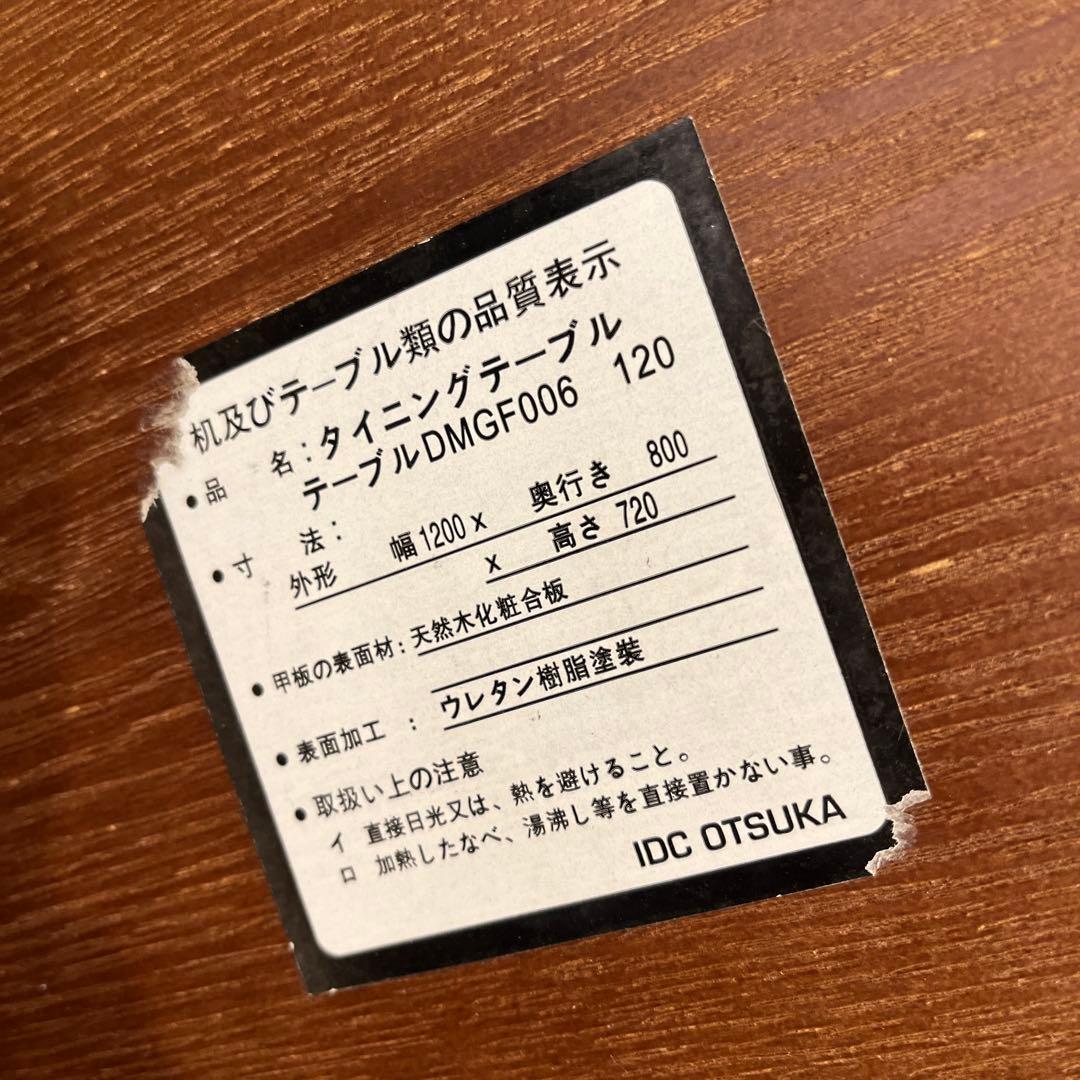 机及びテーブル類の品質表示
・品　名：タイニングテーブル
テーブルDMGF006　120
・寸　法：
外形　幅1200 x　奥行き　800
x　高さ　720
・甲板の表面材：天然木化粧合板
・表面加工　：　ウレタン樹脂塗装
・取扱い上の注意
イ　直接日光又は、熱を避けること。
ロ　加熱したなべ、湯沸し等を直接置かない事。
IDC OTSUKA